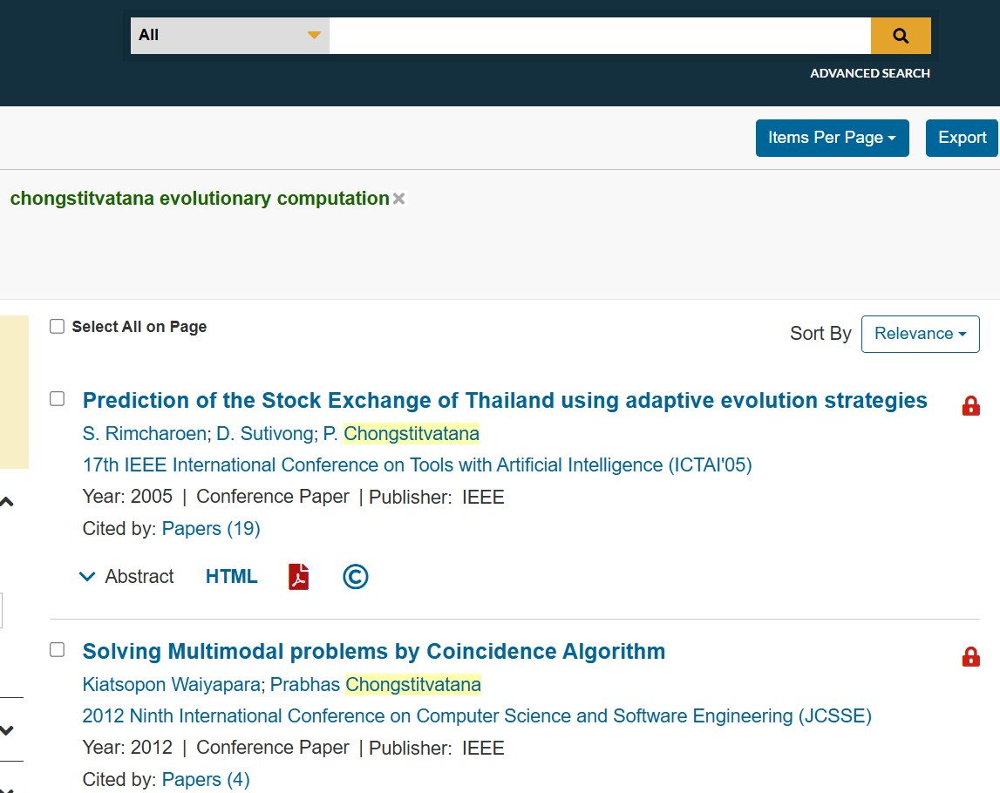 All
ADVANCED SEARCH
Items Per Page Export
chongstitvatana evolutionary computation
Select All on Page
Sort By Relevance
Prediction of the Stock Exchange of Thailand using adaptive evolution strategies
S. Rimcharoen; D. Sutivong; P. Chongstitvatana
17th IEEE International Conference on Tools with Artificial Intelligence (ICTAI'05)
Year: 2005 | Conference Paper | Publisher: IEEE
Cited by: Papers (19)
Abstract HTML ©
Solving Multimodal problems by Coincidence Algorithm
Kiatsopon Waiyapara; Prabhas Chongstitvatana
2012 Ninth International Conference on Computer Science and Software Engineering (JCSSE)
Year: 2012 | Conference Paper | Publisher: IEEE
Cited by: Papers (4)